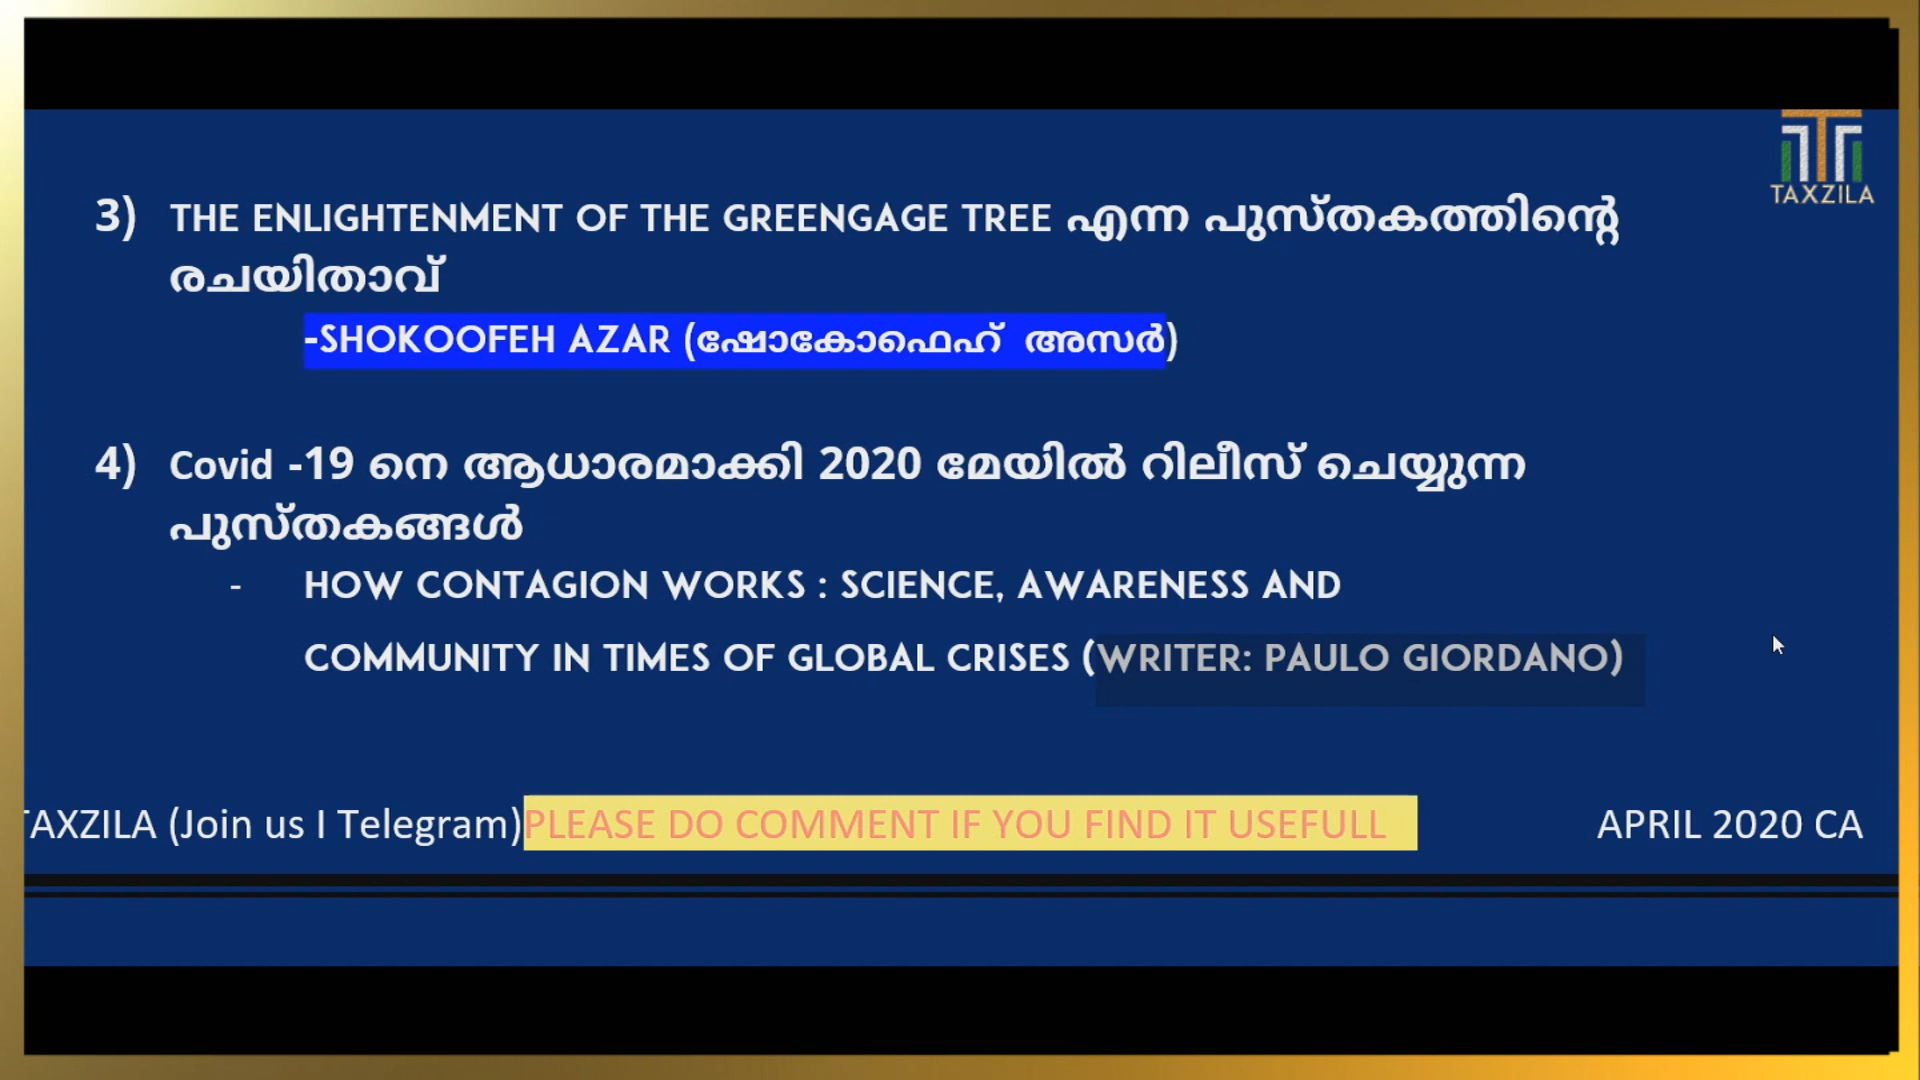 TAXZILA
3) THE ENLIGHTENMENT OF THE GREENGAGE TREE എന്ന പുസ്തകത്തിന്റെ
രചയിതാവ്
-SHOKOOFEH AZAR (ഷോകോഫെഹ് അസർ)
4) Covid -19 നെ ആധാരമാക്കി 2020 മേയിൽ റിലീസ് ചെയ്യുന്ന
പുസ്തകങ്ങൾ
- HOW CONTAGION WORKS : SCIENCE, AWARENESS AND
COMMUNITY IN TIMES OF GLOBAL CRISES (WRITER: PAULO GIORDANO)
TAXZILA (Join us I Telegram) PLEASE DO COMMENT IF YOU FIND IT USEFULL APRIL 2020 CA